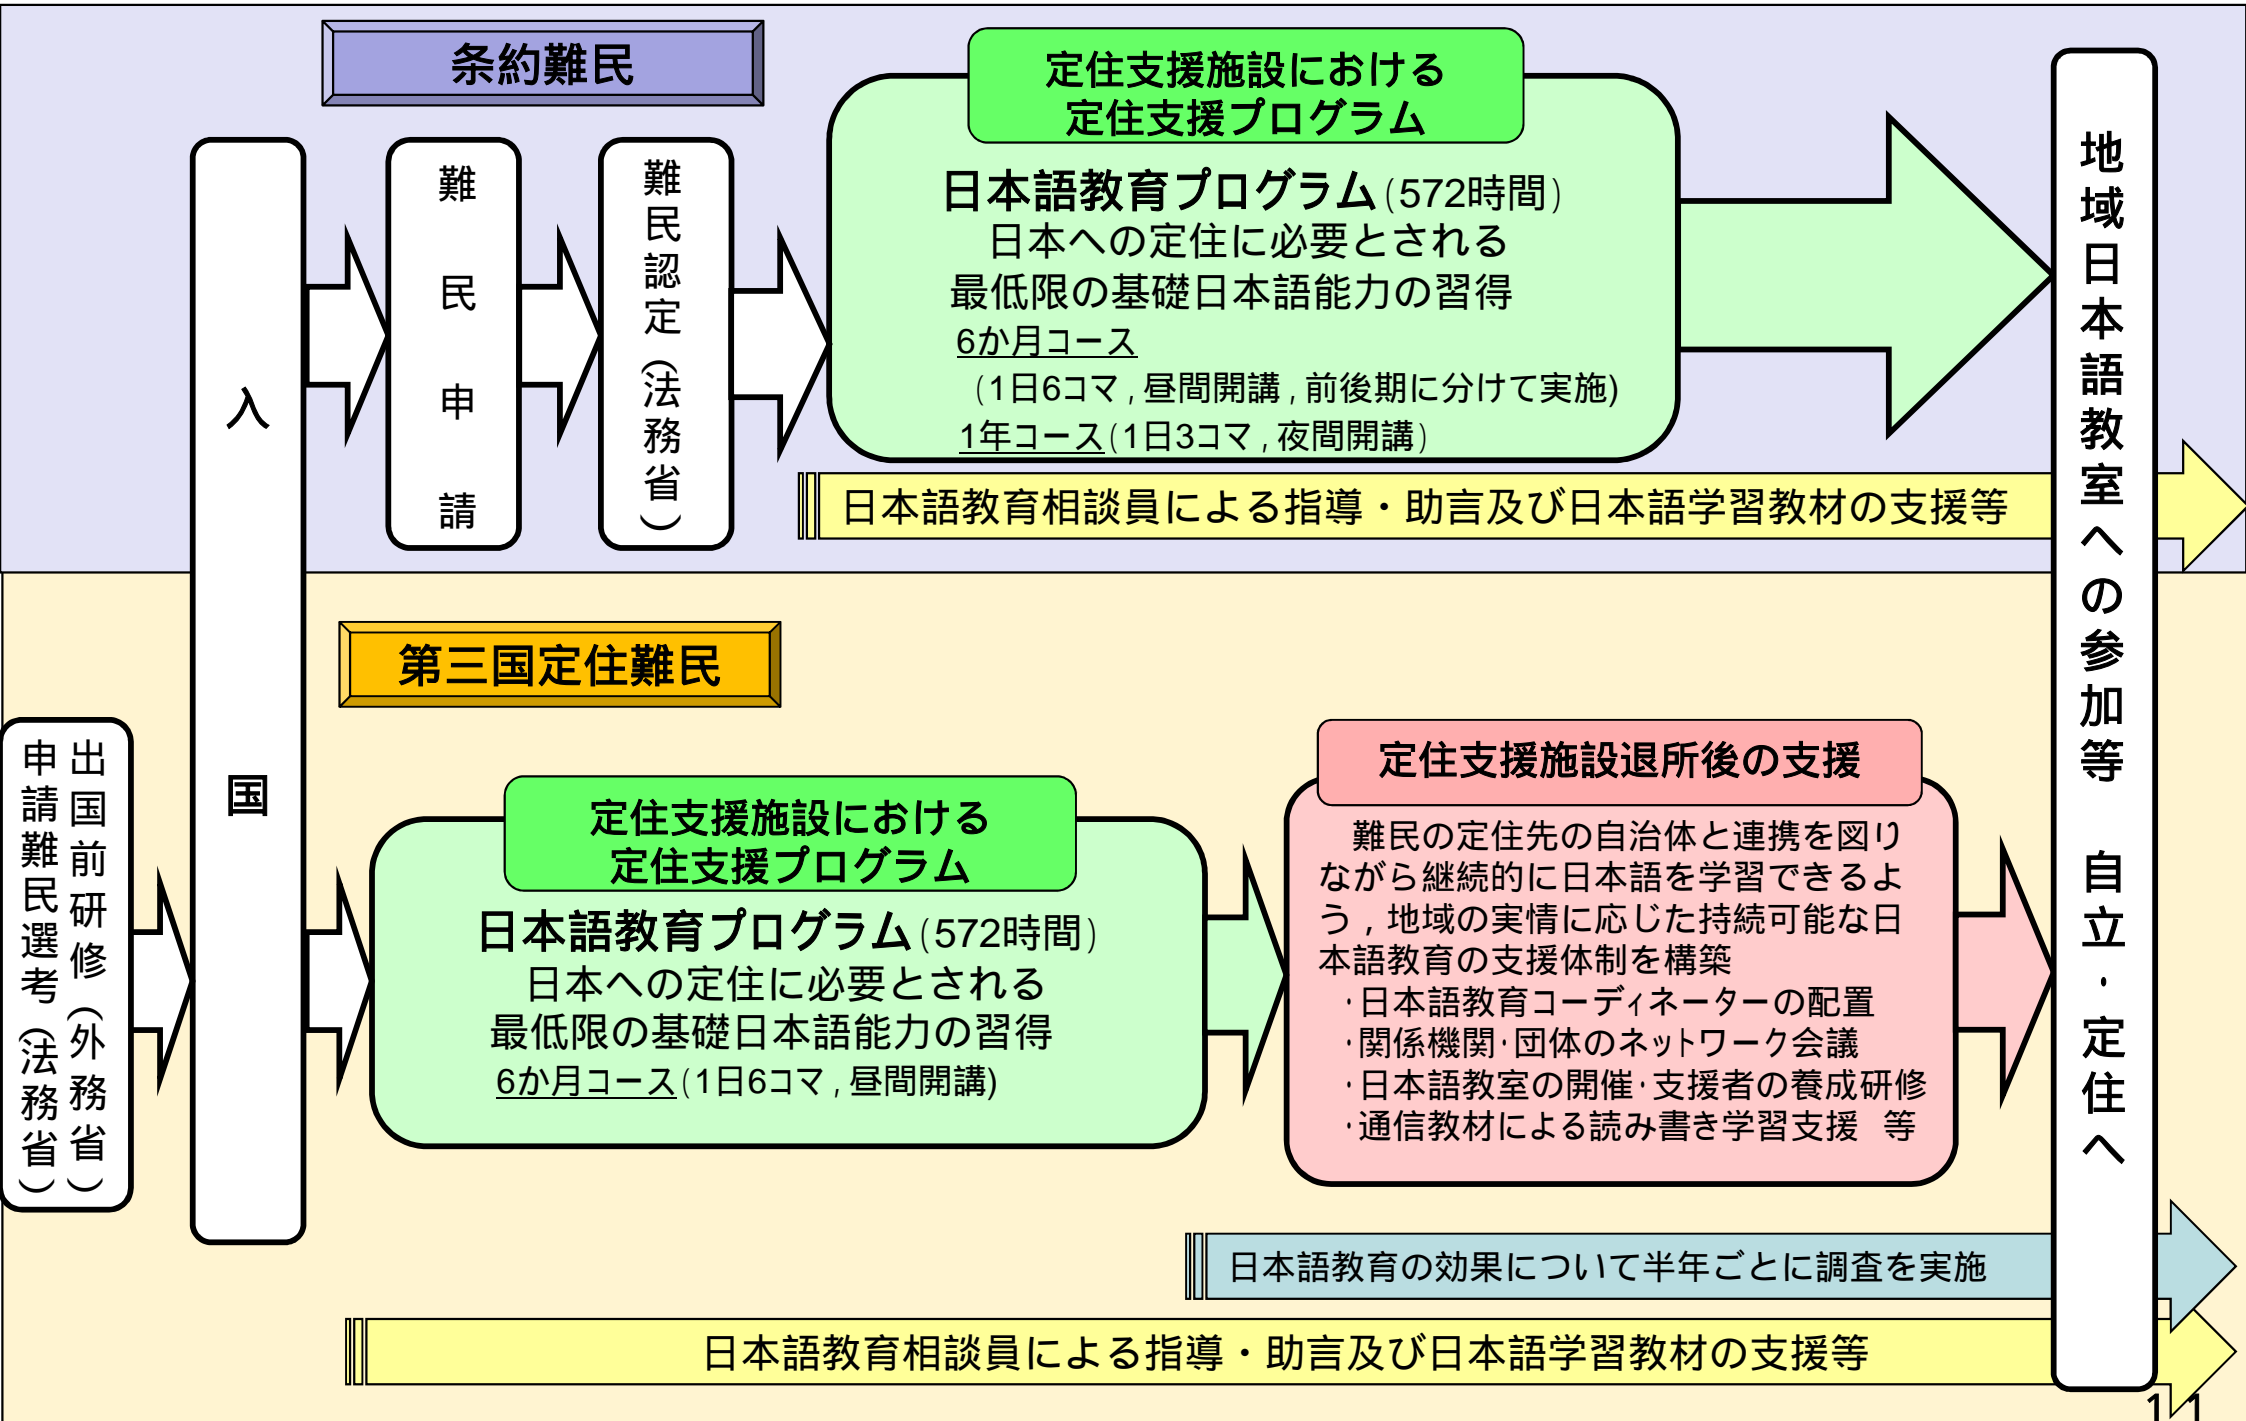 条約難民
定住支援施設における
定住支援プログラム
入国
難民申請
難民認定（法務省）
日本語教育プログラム（572時間）
日本への定住に必要とされる
最低限の基礎日本語能力の習得
6か月コース
（1日6コマ，昼間開講，前後期に分けて実施)
1年コース（1日3コマ，夜間開講）
日本語教育相談員による指導・助言及び日本語学習教材の支援等
地域日本語教室への参加等　自立・定住へ
第三国定住難民
出国前研修（外務省）
申請難民選考（法務省）
定住支援施設における
定住支援プログラム
日本語教育プログラム（572時間）
日本への定住に必要とされる
最低限の基礎日本語能力の習得
6か月コース（1日6コマ，昼間開講)
定住支援施設退所後の支援
難民の定住先の自治体と連携を図り
ながら継続的に日本語を学習できるよ
う，地域の実情に応じた持続可能な日
本語教育の支援体制を構築
・日本語教育コーディネーターの配置
・関係機関・団体のネットワーク会議
・日本語教室の開催・支援者の養成研修
・通信教材による読み書き学習支援　等
日本語教育の効果について半年ごとに調査を実施
日本語教育相談員による指導・助言及び日本語学習教材の支援等
11